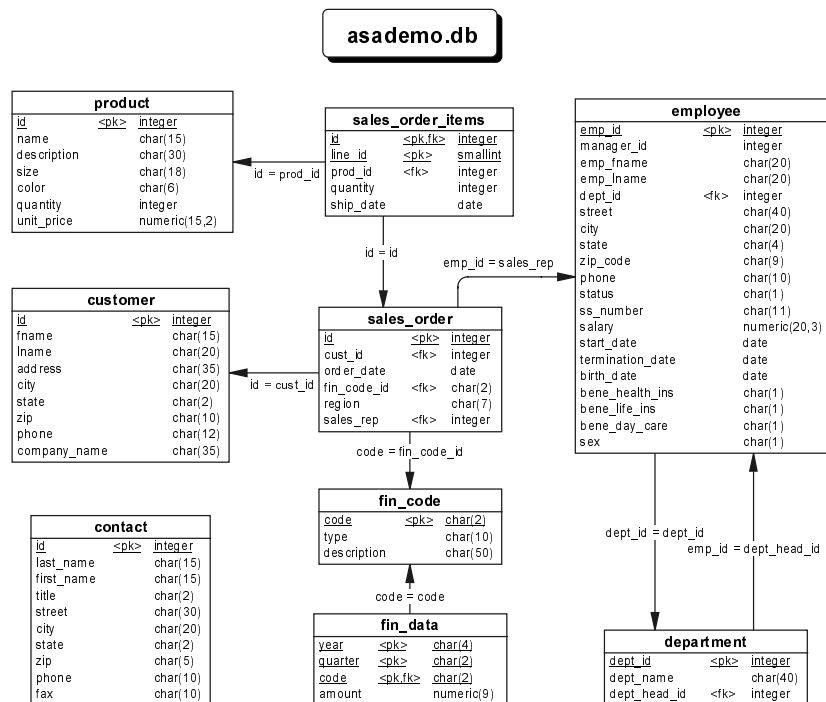 asademo.db
product
id <pk> integer
name char(15)
description char(30)
size char(18)
color char(6)
quantity integer
unit_price numeric(15,2)
id = prod_id
sales_order_items
id <pk,fk> integer
line_id <pk> smallint
prod_id <fk> integer
quantity integer
ship_date date
id = id
employee
emp_id <pk> integer
manager_id integer
emp_fname char(20)
emp_lname char(20)
dept_id <fk> integer
street char(40)
city char(20)
state char(4)
zip_code char(9)
phone char(10)
status char(1)
ss_number char(11)
salary numeric(20,3)
start_date date
termination_date date
birth_date date
bene_health_ins char(1)
bene_life_ins char(1)
bene_day_care char(1)
sex char(1)
emp_id = sales_rep
customer
id <pk> integer
fname char(15)
lname char(20)
address char(35)
city char(20)
state char(2)
zip char(10)
phone char(12)
company_name char(35)
id = cust_id
sales_order
id <pk> integer
cust_id <fk> integer
order_date date
fin_code_id <fk> char(2)
region char(7)
sales_rep <fk> integer
code = fin_code_id
fin_code
code <pk> char(2)
type char(10)
description char(50)
code = code
contact
id <pk> integer
last_name char(15)
first_name char(15)
title char(2)
street char(30)
city char(20)
state char(2)
zip char(5)
phone char(10)
fax char(10)
fin_data
year <pk> char(4)
quarter <pk> char(2)
code <pk,fk> char(2)
amount numeric(9)
dept_id = dept_id
emp_id = dept_head_id
department
dept_id <pk> integer
dept_name char(40)
dept_head_id <fk> integer